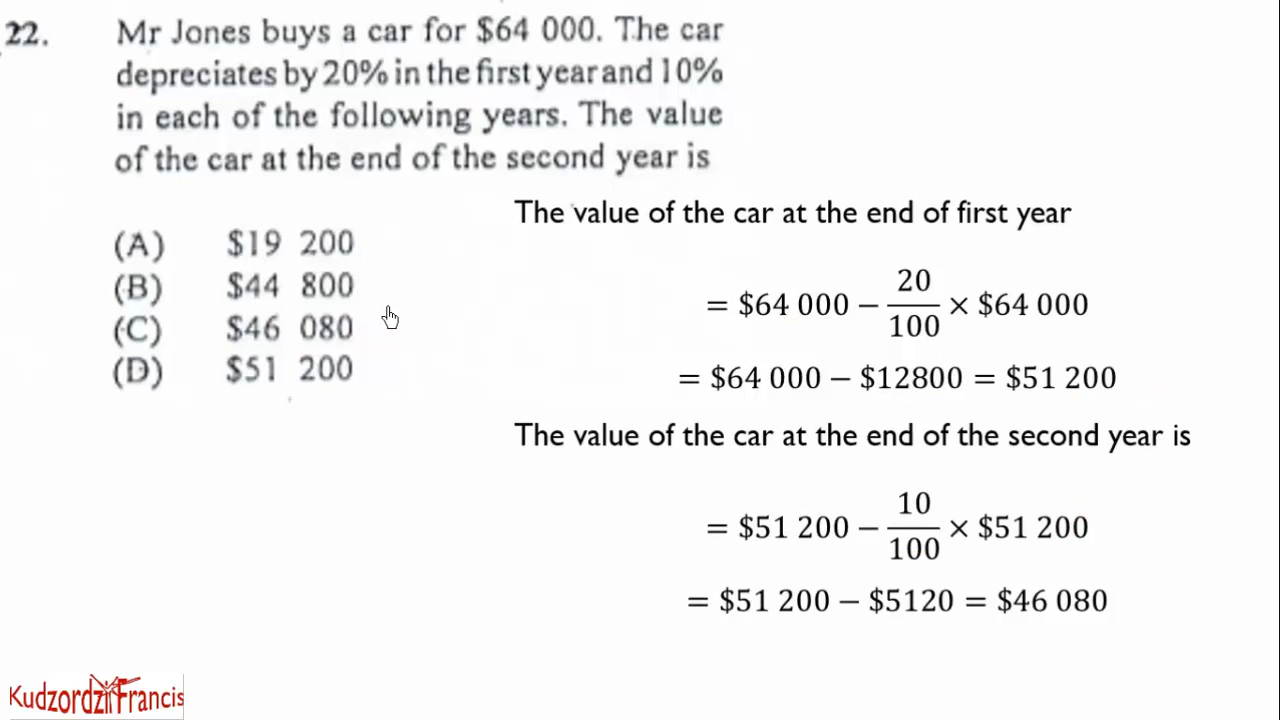 22. Mr Jones buys a car for $64 000. The car
depreciates by 20% in the first year and 10%
in each of the following years. The value
of the car at the end of the second year is
(A) $19 200
(B) $44 800
(C) $46 080
(D) $51 200
The value of the car at the end of first year
= $64 000 − 20/100 × $64 000
= $64 000 − $12800 = $51 200
The value of the car at the end of the second year is
= $51 200 − 10/100 × $51 200
= $51 200 − $5120 = $46 080
Kudzordzi Francis